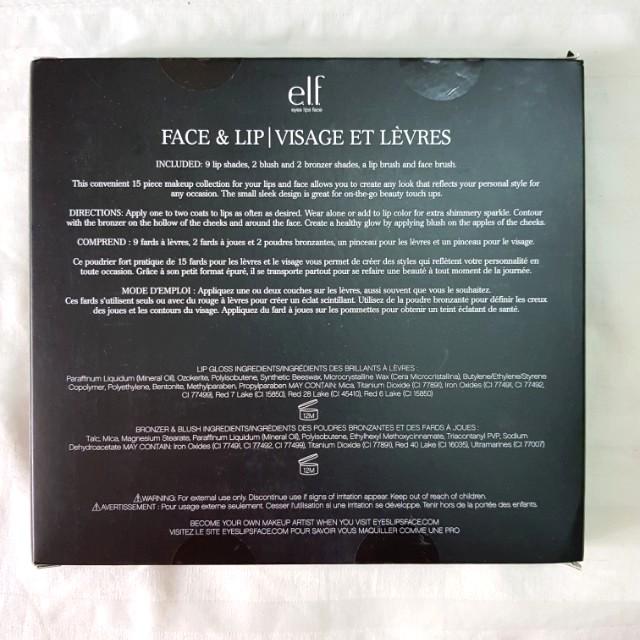 e.l.f.
eyes lips face
FACE & LIP | VISAGE ET LÈVRES
INCLUDED: 9 lip shades, 2 blush and 2 bronzer shades, a lip brush and face brush.
This convenient 15 piece makeup collection for your lips and face allows you to create any look that reflects your personal style for
any occasion. The small sleek design is great for on-the-go beauty touch ups.
DIRECTIONS: Apply one to two coats to lips as often as desired. Wear alone or add to lip color for extra shimmery sparkle. Contour
with the bronzer on the hollow of the cheeks and around the face. Create a healthy glow by applying blush on the apples of the cheeks.
COMPREND : 9 fards à lèvres, 2 fards à joues et 2 poudres bronzantes, un pinceau pour les lèvres et un pinceau pour le visage.
Ce poudrier fort pratique de 15 fards pour les lèvres et le visage vous permet de créer des styles qui reflètent votre personnalité en
toute occasion. Grâce à son petit format épuré, il se transporte partout pour se refaire une beauté à tout moment de la journée.
MODE D'EMPLOI : Appliquez une ou deux couches sur les lèvres, aussi souvent que vous le souhaitez.
Ces fards s'utilisent seuls ou avec du rouge à lèvres pour créer un éclat scintillant. Utilisez de la poudre bronzante pour définir les creux
des joues et les contours du visage. Appliquez du fard à joues sur les pommettes pour obtenir un teint éclatant de santé.
LIP GLOSS INGREDIENTS/INGRÉDIENTS DES BRILLANTS À LÈVRES :
Paraffinum Liquidum (Mineral Oil), Ozokerite, Polyisobutene, Synthetic Beeswax, Microcrystalline Wax (Cera Microcristallina), Butylene/Ethylene/Styrene
Copolymer, Polyethylene, Bentonite, Methylparaben, Propylparaben MAY CONTAIN: Mica, Titanium Dioxide (CI 77891), Iron Oxides (CI 77491, CI 77492,
CI 77499), Red 7 Lake (CI 15850), Red 28 Lake (CI 45410), Red 6 Lake (CI 15850)
12M
BRONZER & BLUSH INGREDIENTS/INGRÉDIENTS DES POUDRES BRONZANTES ET DES FARDS À JOUES :
Talc, Mica, Magnesium Stearate, Paraffinum Liquidum (Mineral Oil), Polyisobutene, Ethylhexyl Methoxycinnamate, Triacontanyl PVP, Sodium
Dehydroacetate MAY CONTAIN: Iron Oxides (CI 77491, CI 77492, CI 77499), Titanium Dioxide (CI 77891), Red 40 Lake (CI 16035), Ultramarines (CI 77007)
12M
WARNING: For external use only. Discontinue use if signs of irritation appear. Keep out of reach of children.
AVERTISSEMENT : Pour usage externe seulement. Cesser l'utilisation si une irritation se développe. Tenir hors de la portée des enfants.
BECOME YOUR OWN MAKEUP ARTIST WHEN YOU VISIT EYESLIPSFACE.COM
VISITEZ LE SITE EYESLIPSFACE.COM POUR SAVOIR VOUS MAQUILLER COMME UNE PRO